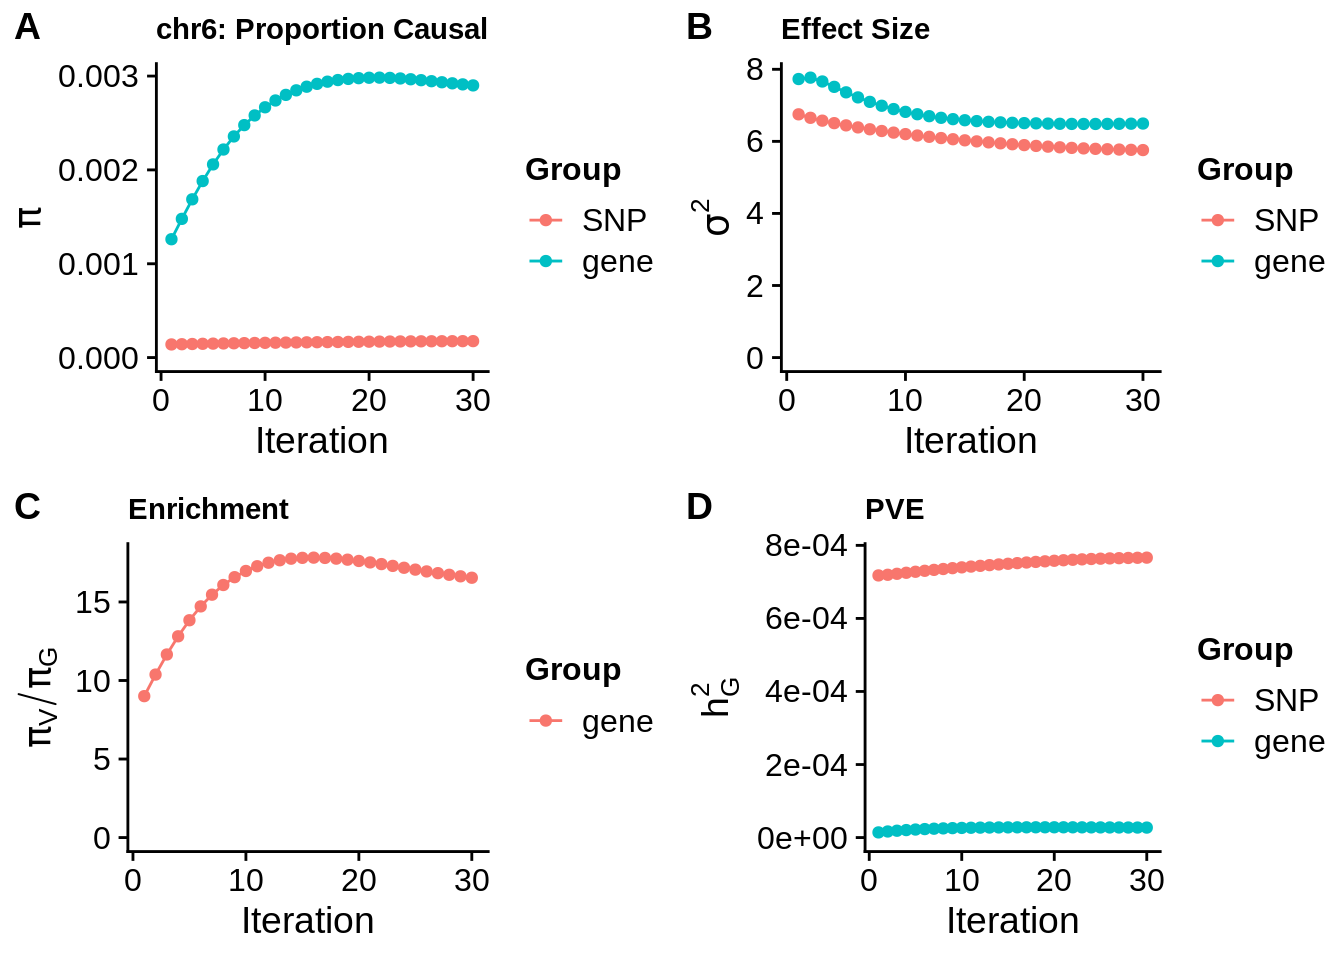 A
chr6: Proportion Causal
π
0.003
0.002
0.001
0.000
0 10 20 30
Iteration
Group
SNP
gene
B
Effect Size
σ²
8
6
4
2
0
0 10 20 30
Iteration
Group
SNP
gene
C
Enrichment
πV/πG
15
10
5
0
0 10 20 30
Iteration
Group
gene
D
PVE
h²G
8e-04
6e-04
4e-04
2e-04
0e+00
0 10 20 30
Iteration
Group
SNP
gene